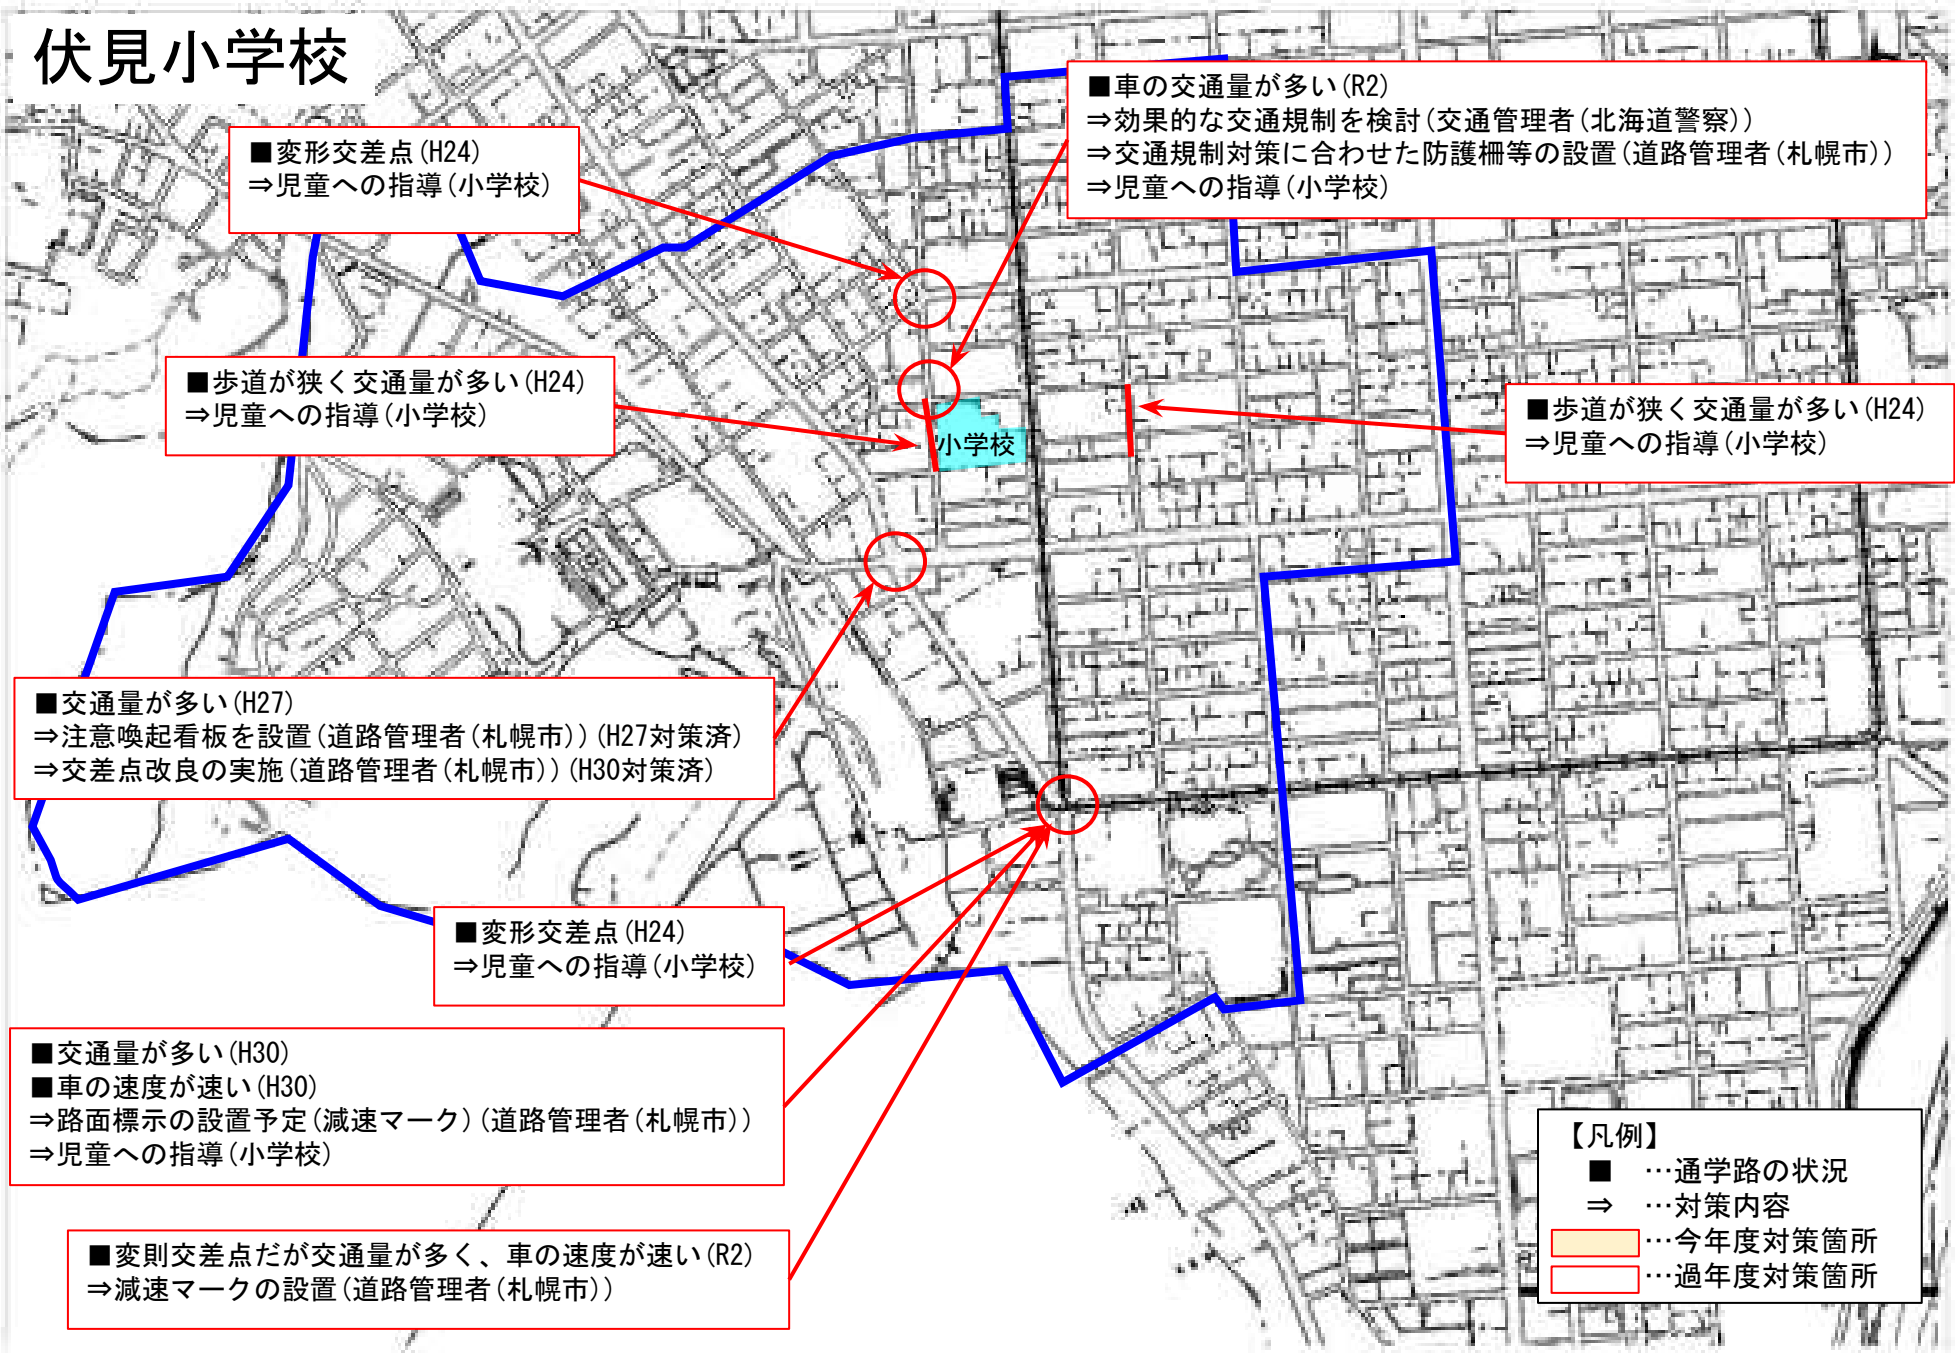 伏見小学校
■車の交通量が多い(R2)
⇒効果的な交通規制を検討(交通管理者(北海道警察))
⇒交通規制対策に合わせた防護柵等の設置(道路管理者(札幌市))
⇒児童への指導(小学校)
■変形交差点(H24)
⇒児童への指導(小学校)
■歩道が狭く交通量が多い(H24)
⇒児童への指導(小学校)
■歩道が狭く交通量が多い(H24)
⇒児童への指導(小学校)
小学校
■交通量が多い(H27)
⇒注意喚起看板を設置(道路管理者(札幌市))(H27対策済)
⇒交差点改良の実施(道路管理者(札幌市))(H30対策済)
■変形交差点(H24)
⇒児童への指導(小学校)
■交通量が多い(H30)
■車の速度が速い(H30)
⇒路面標示の設置予定(減速マーク)(道路管理者(札幌市))
⇒児童への指導(小学校)
■変則交差点だが交通量が多く、車の速度が速い(R2)
⇒減速マークの設置(道路管理者(札幌市))
【凡例】
■ …通学路の状況
⇒ …対策内容
…今年度対策箇所
…過年度対策箇所